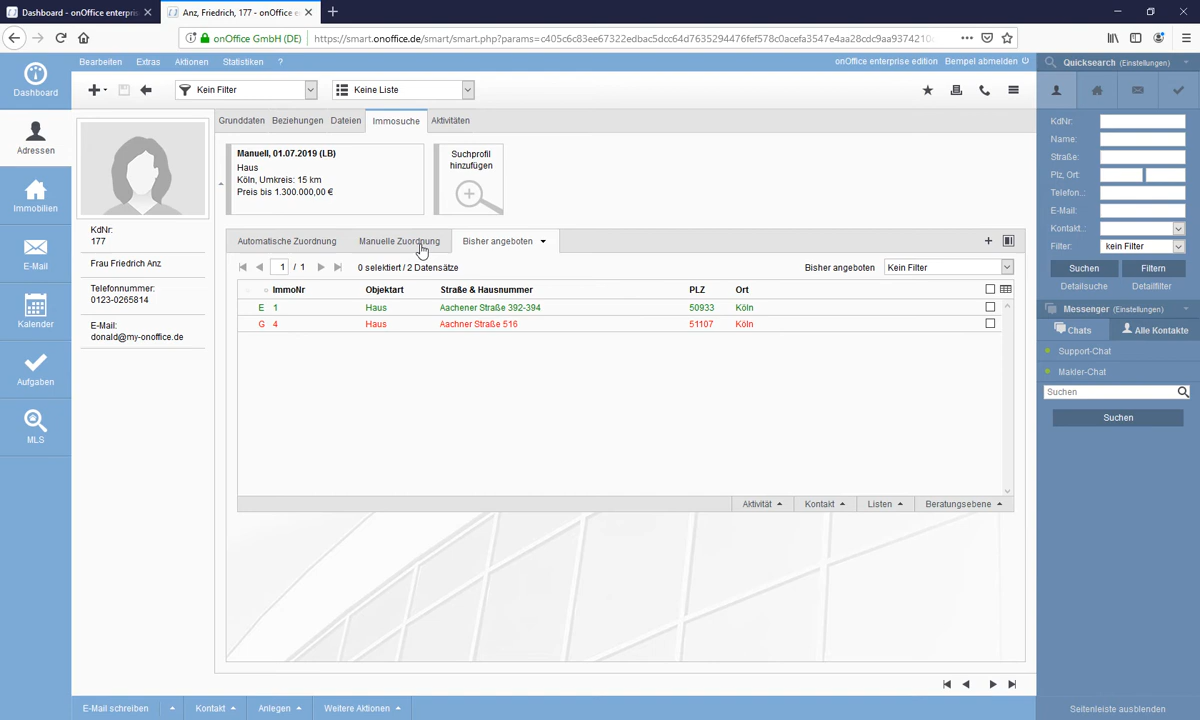 Dashboard - onOffice enterpris
Anz, Friedrich, 177 - onOffice e
onOffice GmbH (DE)
https://smart.onoffice.de/smart/smart.php?params=c405c6c83ee67322edbac5dcc64d7635294476fef578c0acefa3547e4aa28cdc9aa9374210
Dashboard
Adressen
Immobilien
E-Mail
Kalender
Aufgaben
MLS
Bearbeiten Extras Aktionen Statistiken ?
onOffice enterprise edition Bempel abmelden
Kein Filter
Keine Liste
KdNr:
177
Frau Friedrich Anz
Telefonnummer:
0123-0265814
E-Mail:
donald@my-onoffice.de
Grunddaten Beziehungen Dateien Immosuche Aktivitäten
Manuell, 01.07.2019 (LB)
Haus
Köln, Umkreis: 15 km
Preis bis 1.300.000,00 €
Suchprofil
hinzufügen
Automatische Zuordnung Manuelle Zuordnung Bisher angeboten
1 / 1 0 selektiert / 2 Datensätze Bisher angeboten Kein Filter
ImmoNr Objektart Straße & Hausnummer PLZ Ort
E 1 Haus Aachener Straße 392-394 50933 Köln
G 4 Haus Aachner Straße 516 51107 Köln
Aktivität Kontakt Listen Beratungsebene
E-Mail schreiben Kontakt Anlegen Weitere Aktionen
Quicksearch (Einstellungen)
KdNr:
Name:
Straße:
Plz, Ort:
Telefon..:
E-Mail:
Kontakt..:
Filter: kein Filter
Suchen Filtern
Detailsuche Detailfilter
Messenger (Einstellungen)
Chats Alle Kontakte
Support-Chat
Makler-Chat
Suchen
Suchen
Seitenleiste ausblenden